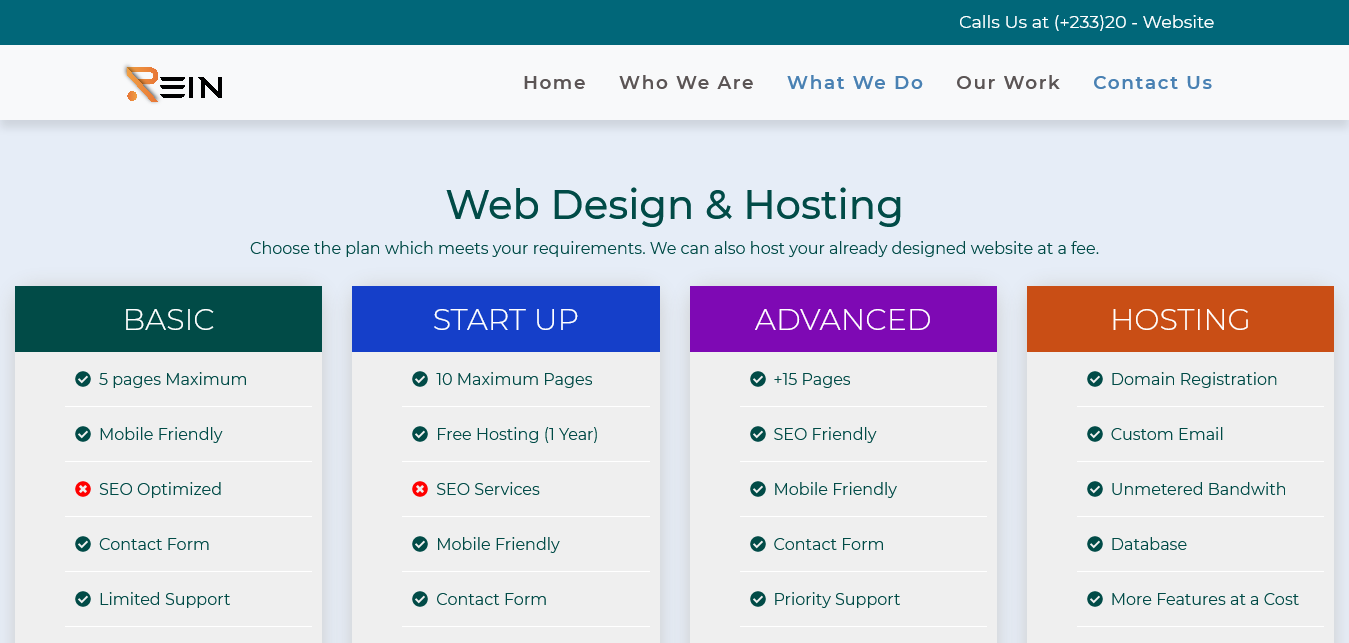 Calls Us at (+233)20 - Website
REIN
Home Who We Are What We Do Our Work Contact Us
Web Design & Hosting
Choose the plan which meets your requirements. We can also host your already designed website at a fee.
BASIC
5 pages Maximum
Mobile Friendly
SEO Optimized
Contact Form
Limited Support
START UP
10 Maximum Pages
Free Hosting (1 Year)
SEO Services
Mobile Friendly
Contact Form
ADVANCED
+15 Pages
SEO Friendly
Mobile Friendly
Contact Form
Priority Support
HOSTING
Domain Registration
Custom Email
Unmetered Bandwith
Database
More Features at a Cost